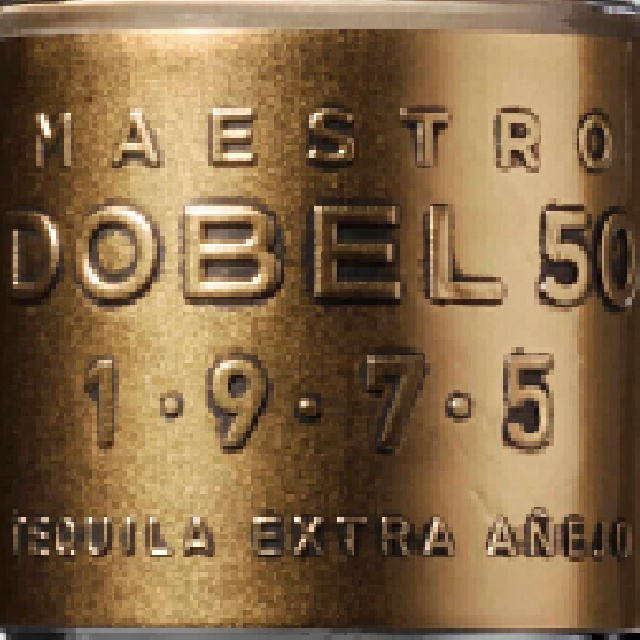 MAESTRO
DOBEL 50
1·9·7·5
TEQUILA EXTRA AÑEJO